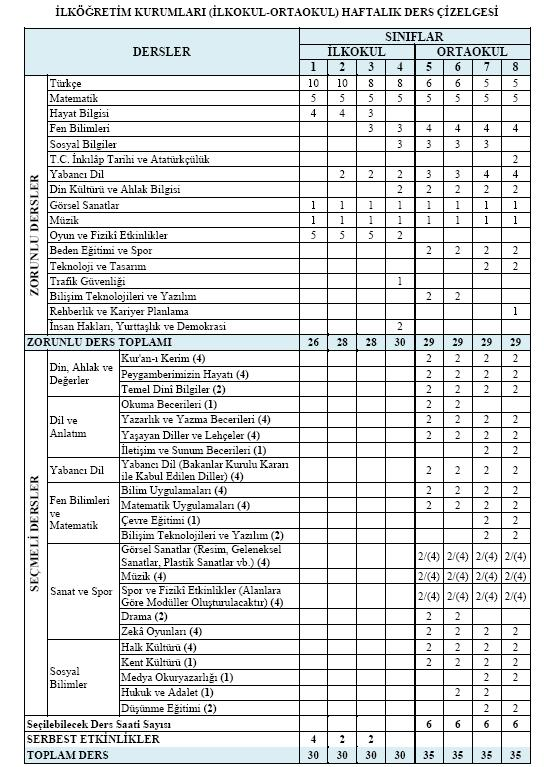 İLKÖĞRETİM KURUMLARI (İLKOKUL-ORTAOKUL) HAFTALIK DERS ÇİZELGESİ
DERSLER SINIFLAR
İLKOKUL ORTAOKUL
1 2 3 4 5 6 7 8
ZORUNLU DERSLER
Türkçe 10 10 8 8 6 6 5 5
Matematik 5 5 5 5 5 5 5 5
Hayat Bilgisi 4 4 3
Fen Bilimleri 3 3 4 4 4 4
Sosyal Bilgiler 3 3 3 3
T.C. İnkılâp Tarihi ve Atatürkçülük 2
Yabancı Dil 2 2 2 3 3 4 4
Din Kültürü ve Ahlak Bilgisi 2 2 2 2 2
Görsel Sanatlar 1 1 1 1 1 1 1 1
Müzik 1 1 1 1 1 1 1 1
Oyun ve Fizikî Etkinlikler 5 5 5 2
Beden Eğitimi ve Spor 2 2 2 2
Teknoloji ve Tasarım 2 2
Trafik Güvenliği 1
Bilişim Teknolojileri ve Yazılım 2 2
Rehberlik ve Kariyer Planlama 1
İnsan Hakları, Yurttaşlık ve Demokrasi 2
ZORUNLU DERS TOPLAMI 26 28 28 30 29 29 29 29
SEÇMELİ DERSLER
Din, Ahlak ve
Değerler
Kur'an-ı Kerim (4) 2 2 2 2
Peygamberimizin Hayatı (4) 2 2 2 2
Temel Dinî Bilgiler (2) 2 2 2 2
Dil ve
Anlatım
Okuma Becerileri (1) 2 2
Yazarlık ve Yazma Becerileri (4) 2 2 2 2
Yaşayan Diller ve Lehçeler (4) 2 2 2 2
İletişim ve Sunum Becerileri (1) 2 2
Yabancı Dil
Yabancı Dil (Bakanlar Kurulu Kararı
ile Kabul Edilen Diller) (4) 2 2 2 2
Fen Bilimleri
ve
Matematik
Bilim Uygulamaları (4) 2 2 2 2
Matematik Uygulamaları (4) 2 2 2 2
Çevre Eğitimi (1) 2 2
Bilişim Teknolojileri ve Yazılım (2) 2 2
Sanat ve Spor
Görsel Sanatlar (Resim, Geleneksel
Sanatlar, Plastik Sanatlar vb.) (4) 2/(4) 2/(4) 2/(4) 2/(4)
Müzik (4) 2/(4) 2/(4) 2/(4) 2/(4)
Spor ve Fizikî Etkinlikler (Alanlara
Göre Modüller Oluşturulacaktır) (4) 2/(4) 2/(4) 2/(4) 2/(4)
Drama (2) 2 2
Zekâ Oyunları (4) 2 2 2 2
Sosyal
Bilimler
Halk Kültürü (4) 2 2 2 2
Kent Kültürü (1) 2 2 2 2
Medya Okuryazarlığı (1) 2 2
Hukuk ve Adalet (1) 2 2
Düşünme Eğitimi (2) 2 2
Seçilebilecek Ders Saati Sayısı 6 6 6 6
SERBEST ETKİNLİKLER 4 2 2
TOPLAM DERS 30 30 30 30 35 35 35 35